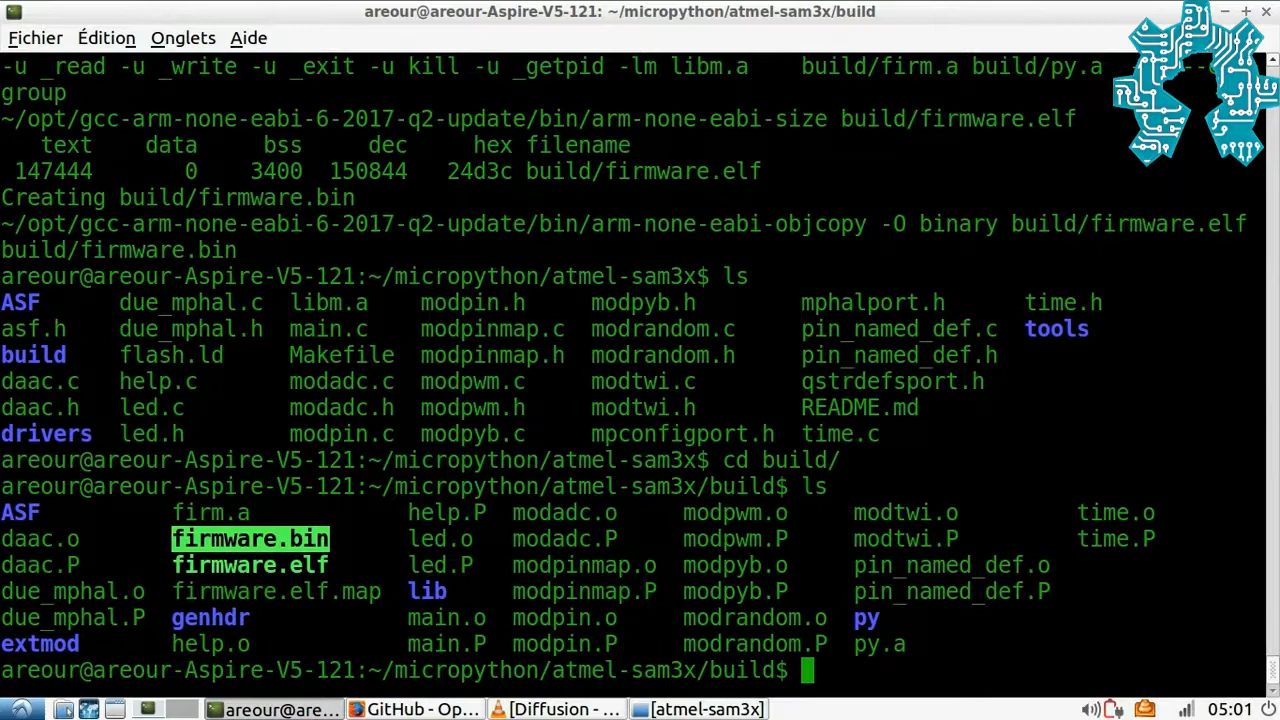 areour@areour-Aspire-V5-121: ~/micropython/atmel-sam3x/build
Fichier Édition Onglets Aide
-u _read -u _write -u _exit -u kill -u _getpid -lm libm.a build/firm.a build/py.a
group
~/opt/gcc-arm-none-eabi-6-2017-q2-update/bin/arm-none-eabi-size build/firmware.elf
text data bss dec hex filename
147444 0 3400 150844 24d3c build/firmware.elf
Creating build/firmware.bin
~/opt/gcc-arm-none-eabi-6-2017-q2-update/bin/arm-none-eabi-objcopy -O binary build/firmware.elf
build/firmware.bin
areour@areour-Aspire-V5-121:~/micropython/atmel-sam3x$ ls
ASF due_mphal.c libm.a modpin.h modpyb.h mphalport.h time.h
asf.h due_mphal.h main.c modpinmap.c modrandom.c pin_named_def.c tools
build flash.ld Makefile modpinmap.h modrandom.h pin_named_def.h
daac.c help.c modadc.c modpwm.c modtwi.c qstrdefsport.h
daac.h led.c modadc.h modpwm.h modtwi.h README.md
drivers led.h modpin.c modpyb.c mpconfigport.h time.c
areour@areour-Aspire-V5-121:~/micropython/atmel-sam3x$ cd build/
areour@areour-Aspire-V5-121:~/micropython/atmel-sam3x/build$ ls
ASF firm.a help.P modadc.o modpwm.o modtwi.o time.o
daac.o firmware.bin led.o modadc.P modpwm.P modtwi.P time.P
daac.P firmware.elf led.P modpinmap.o modpyb.o pin_named_def.o
due_mphal.o firmware.elf.map lib modpinmap.P modpyb.P pin_named_def.P
due_mphal.P genhdr main.o modpin.o modrandom.o py
extmod help.o main.P modpin.P modrandom.P py.a
areour@areour-Aspire-V5-121:~/micropython/atmel-sam3x/build$
areour@are... GitHub - Op... [Diffusion - ... [atmel-sam3x] 05:01